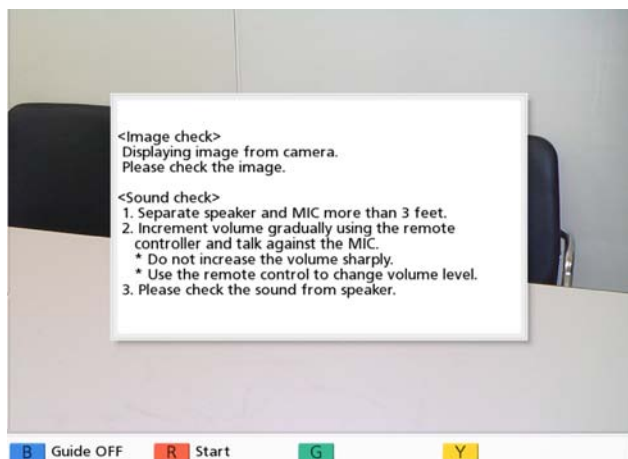 <Image check>
Displaying image from camera.
Please check the image.
<Sound check>
1. Separate speaker and MIC more than 3 feet.
2. Increment volume gradually using the remote
controller and talk against the MIC.
* Do not increase the volume sharply.
* Use the remote control to change volume level.
3. Please check the sound from speaker.
B Guide OFF R Start G Y